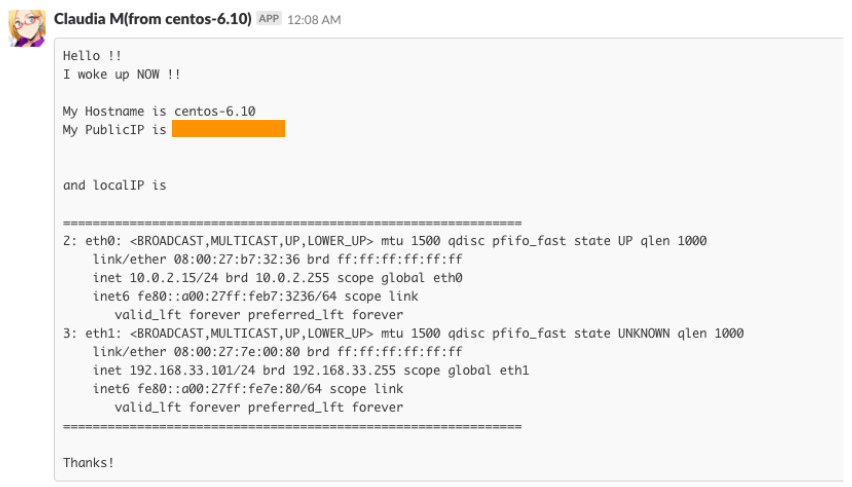 Claudia M(from centos-6.10) APP 12:08 AM
Hello !!
I woke up NOW !!
My Hostname is centos-6.10
My PublicIP is
and localIP is
==============================================================
2: eth0: <BROADCAST,MULTICAST,UP,LOWER_UP> mtu 1500 qdisc pfifo_fast state UP qlen 1000
link/ether 08:00:27:b7:32:36 brd ff:ff:ff:ff:ff:ff
inet 10.0.2.15/24 brd 10.0.2.255 scope global eth0
inet6 fe80::a00:27ff:feb7:3236/64 scope link
valid_lft forever preferred_lft forever
3: eth1: <BROADCAST,MULTICAST,UP,LOWER_UP> mtu 1500 qdisc pfifo_fast state UNKNOWN qlen 1000
link/ether 08:00:27:7e:00:80 brd ff:ff:ff:ff:ff:ff
inet 192.168.33.101/24 brd 192.168.33.255 scope global eth1
inet6 fe80::a00:27ff:fe7e:80/64 scope link
valid_lft forever preferred_lft forever
==============================================================
Thanks!